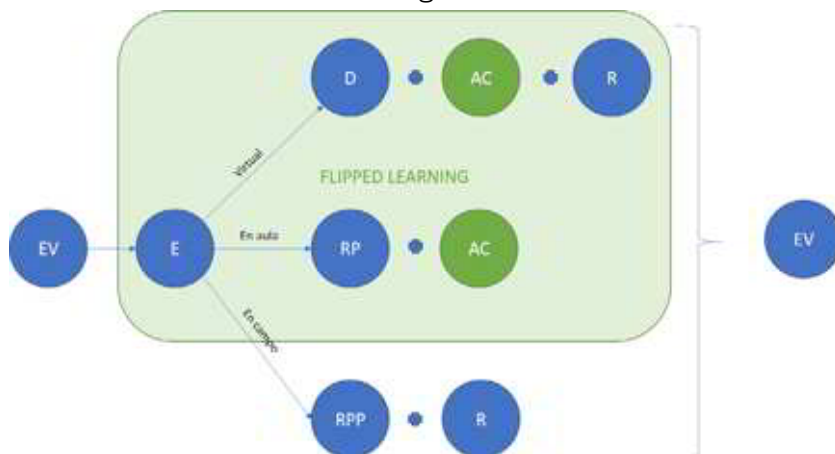 D
AC
R
Virtual
FLIPPED LEARNING
EV
E
En aula
RP
AC
EV
En campo
RPP
R